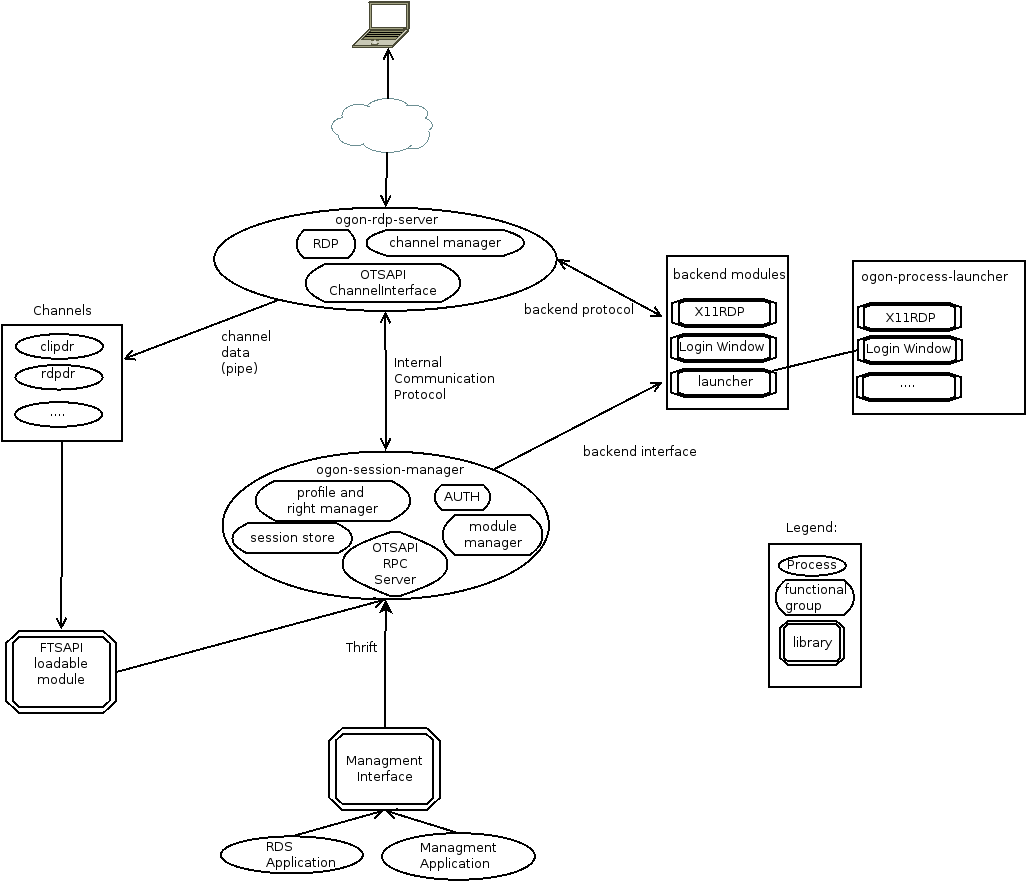 ogon-rdp-server
RDP
channel manager
OTSAPI
ChannelInterface
backend modules
X11RDP
Login Window
launcher
ogon-process-launcher
X11RDP
Login Window
....
backend protocol
Channels
clipdr
rdpdr
....
channel
data
(pipe)
Internal
Communication
Protocol
backend interface
ogon-session-manager
profile and
right manager
AUTH
session store
module
manager
OTSAPI
RPC
Server
Legend:
Process
functional
group
library
FTSAPI
loadable
module
Thrift
Managment
Interface
RDS
Application
Managment
Application